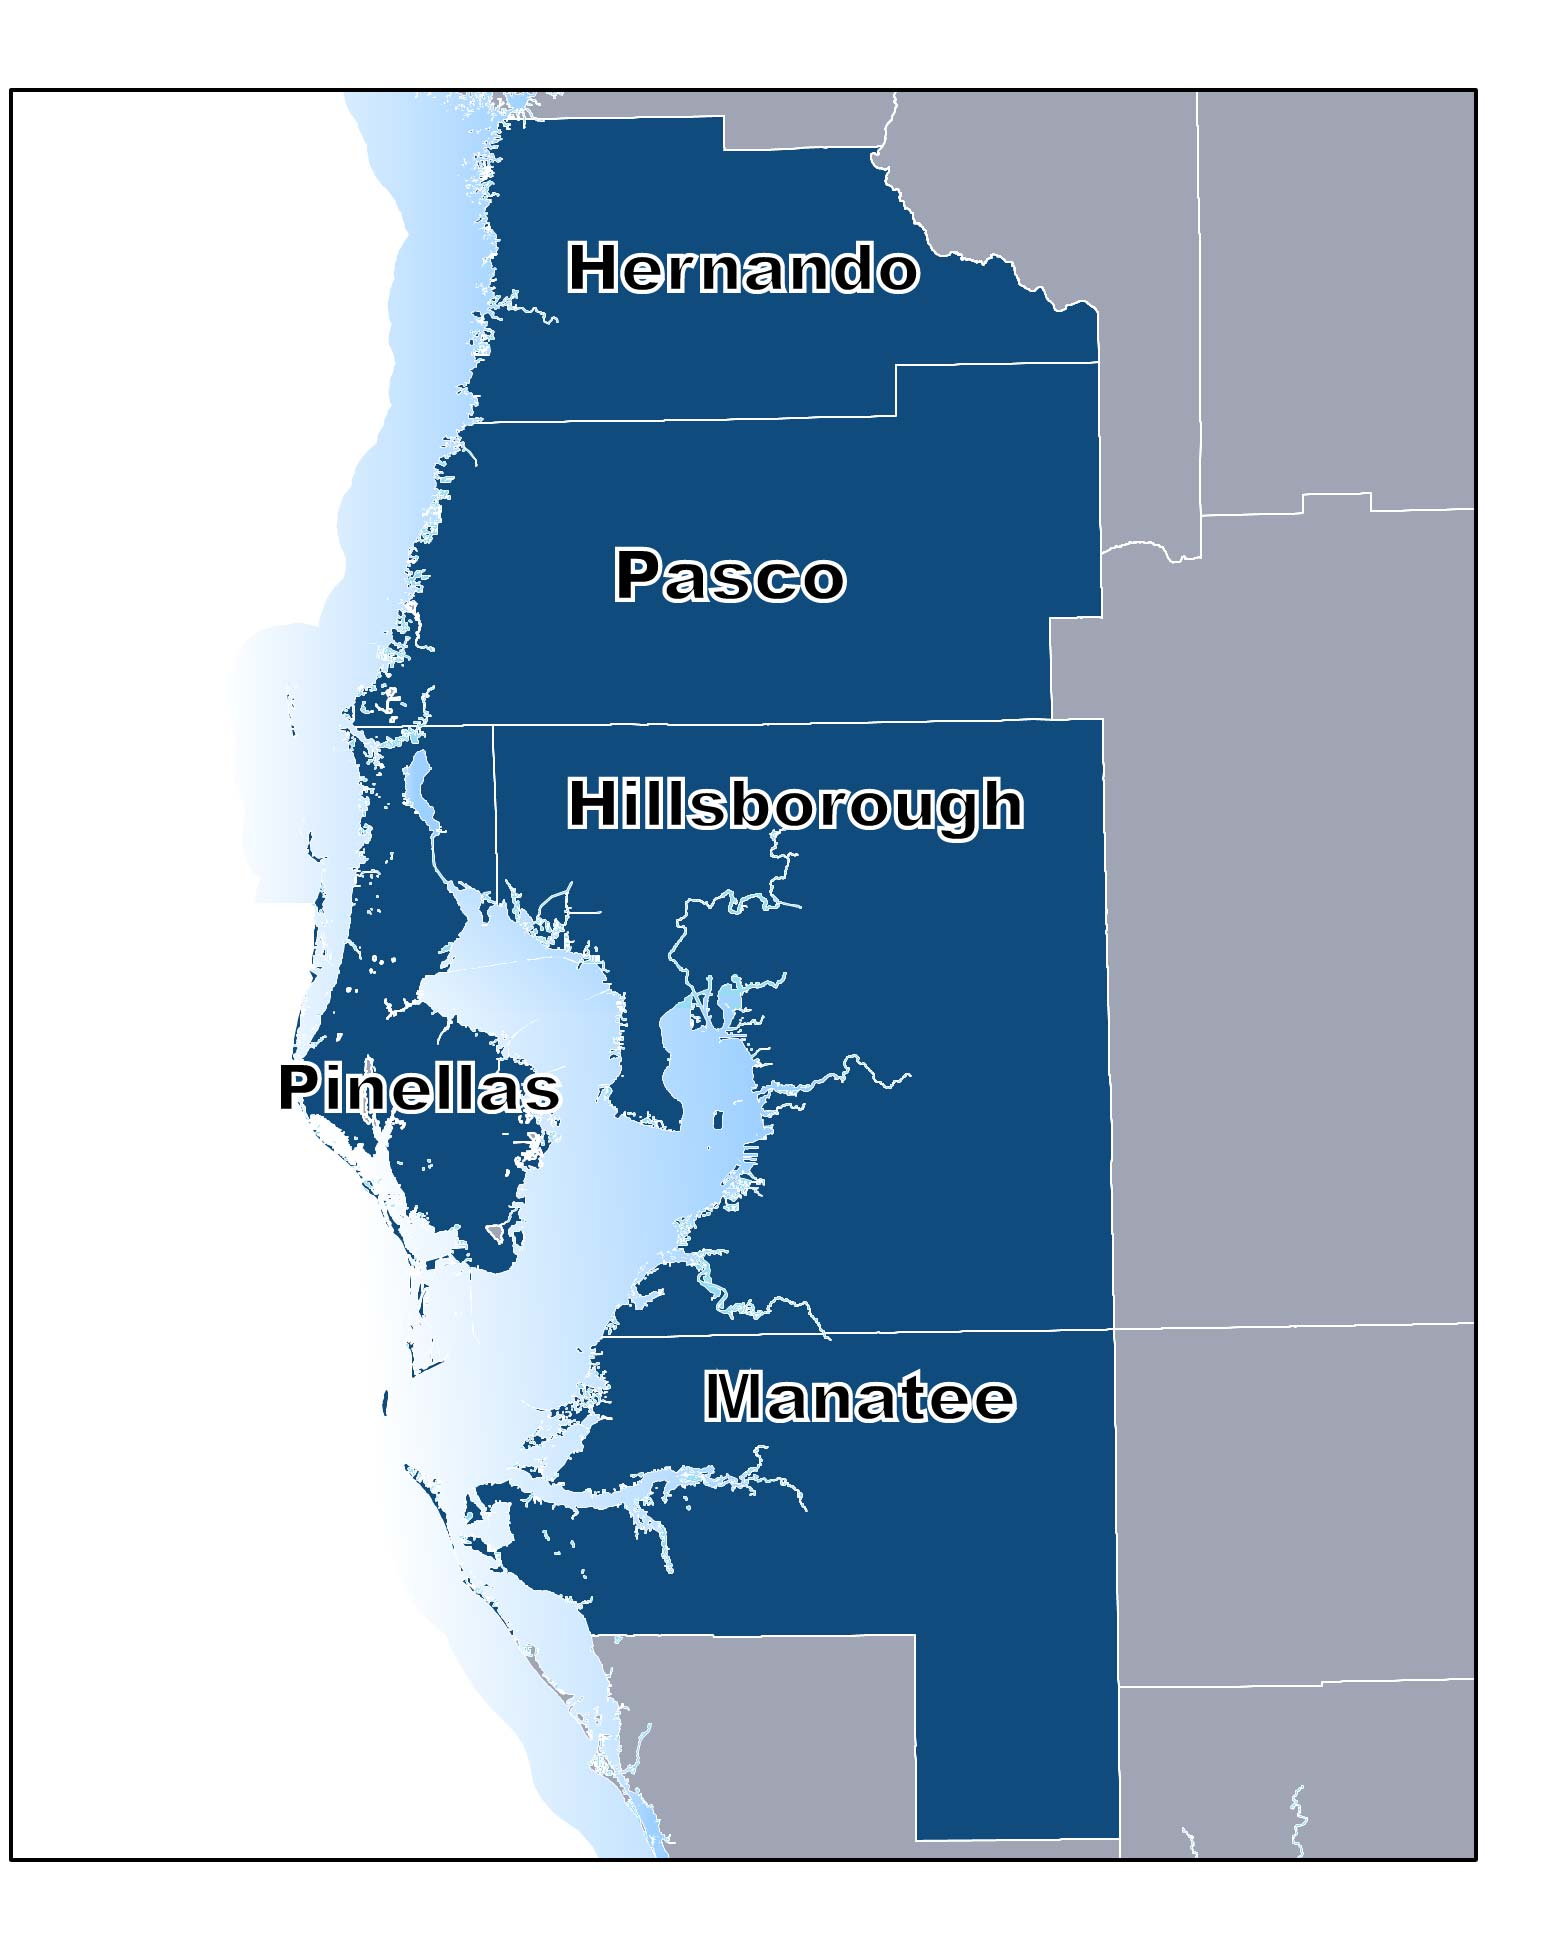 Hernando
Pasco
Hillsborough
Pinellas
Manatee